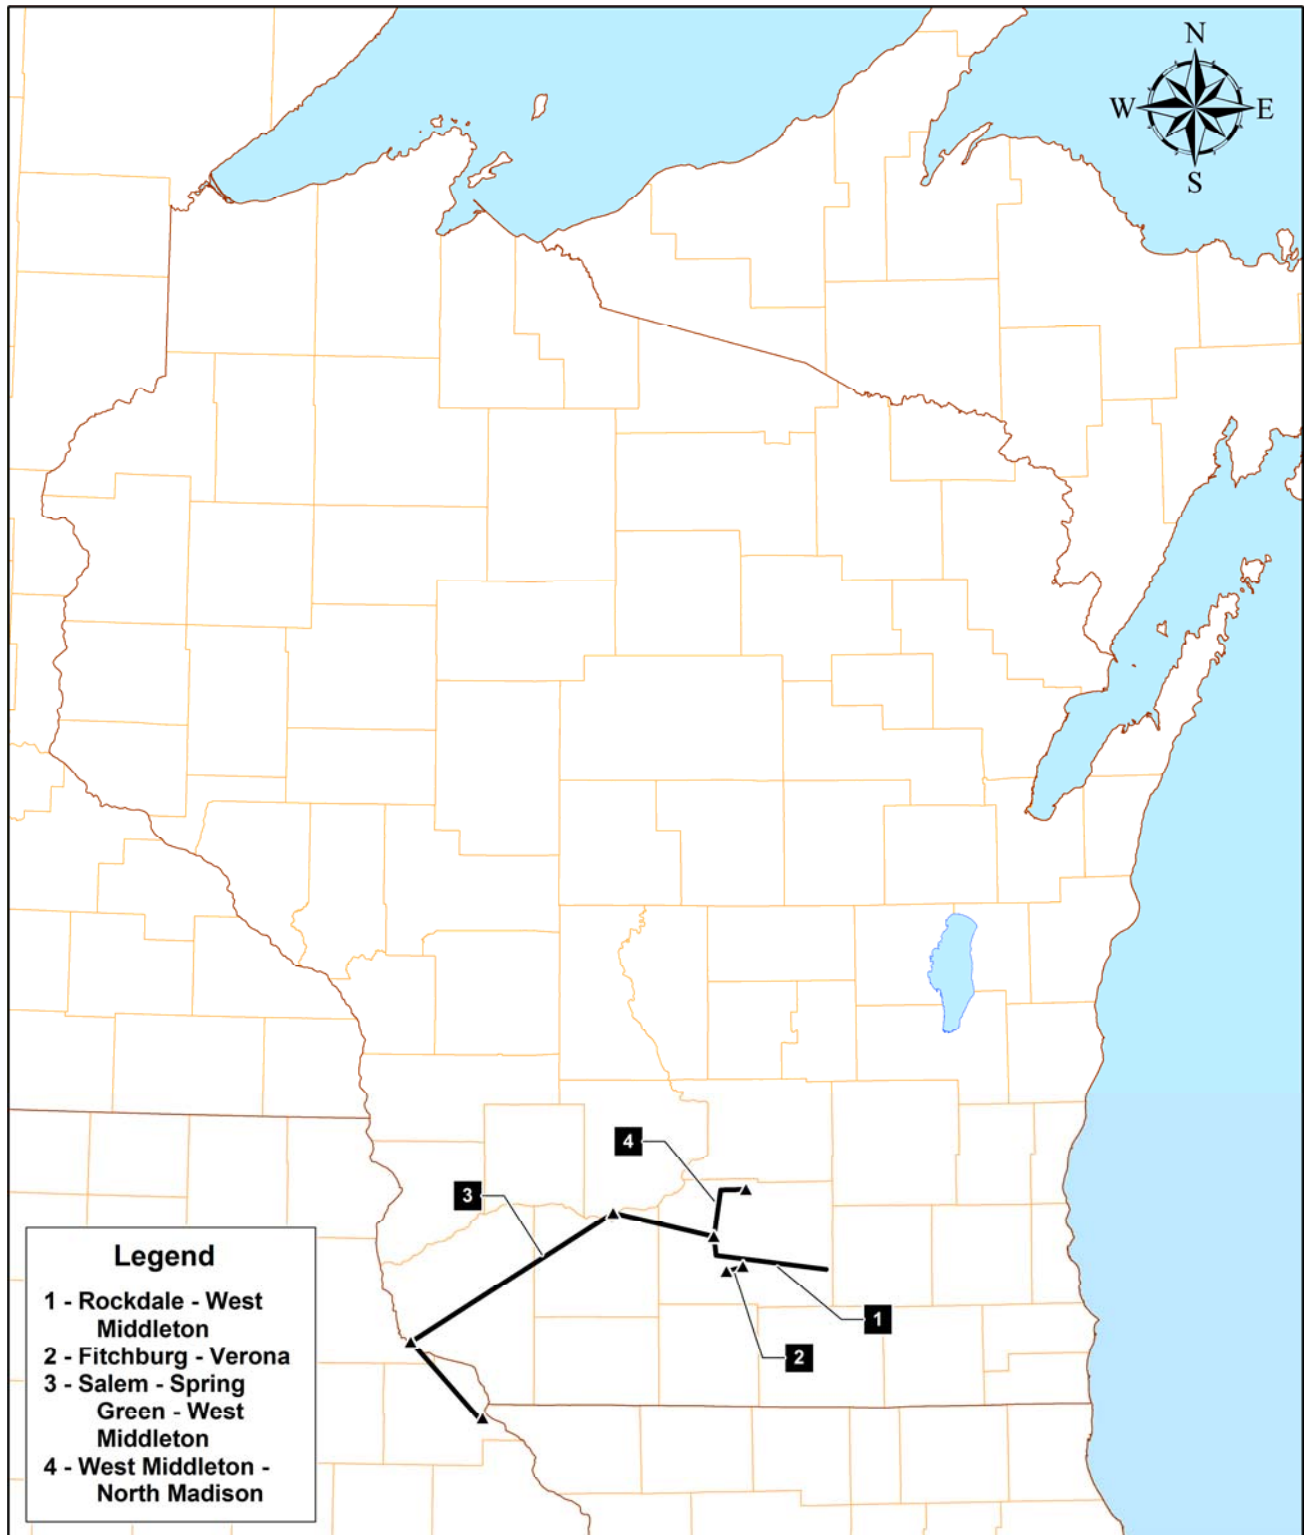 N
W E
S
4
3
1
2
Legend
1 - Rockdale - West
Middleton
2 - Fitchburg - Verona
3 - Salem - Spring
Green - West
Middleton
4 - West Middleton -
North Madison